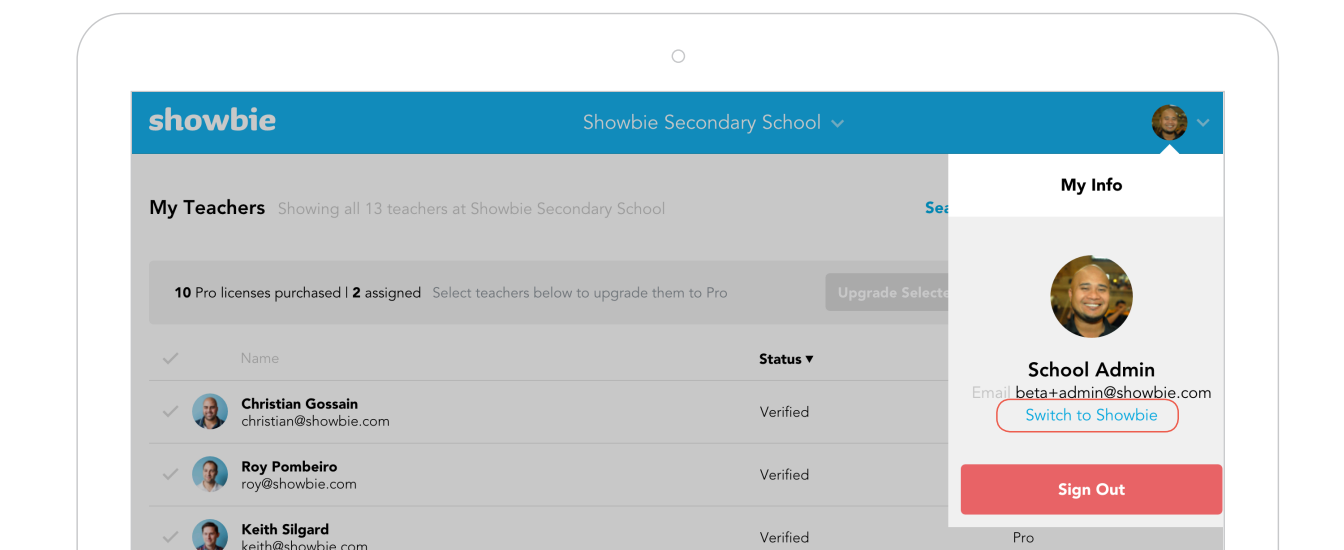 showbie
Showbie Secondary School
My Info
My Teachers Showing all 13 teachers at Showbie Secondary School
10 Pro licenses purchased | 2 assigned Select teachers below to upgrade them to Pro
School Admin
Email beta+admin@showbie.com
Switch to Showbie
Sign Out
Name Status ▼
Christian Gossain
christian@showbie.com
Verified
Roy Pombeiro
roy@showbie.com
Verified
Keith Silgard
keith@showbie.com
Verified Pro